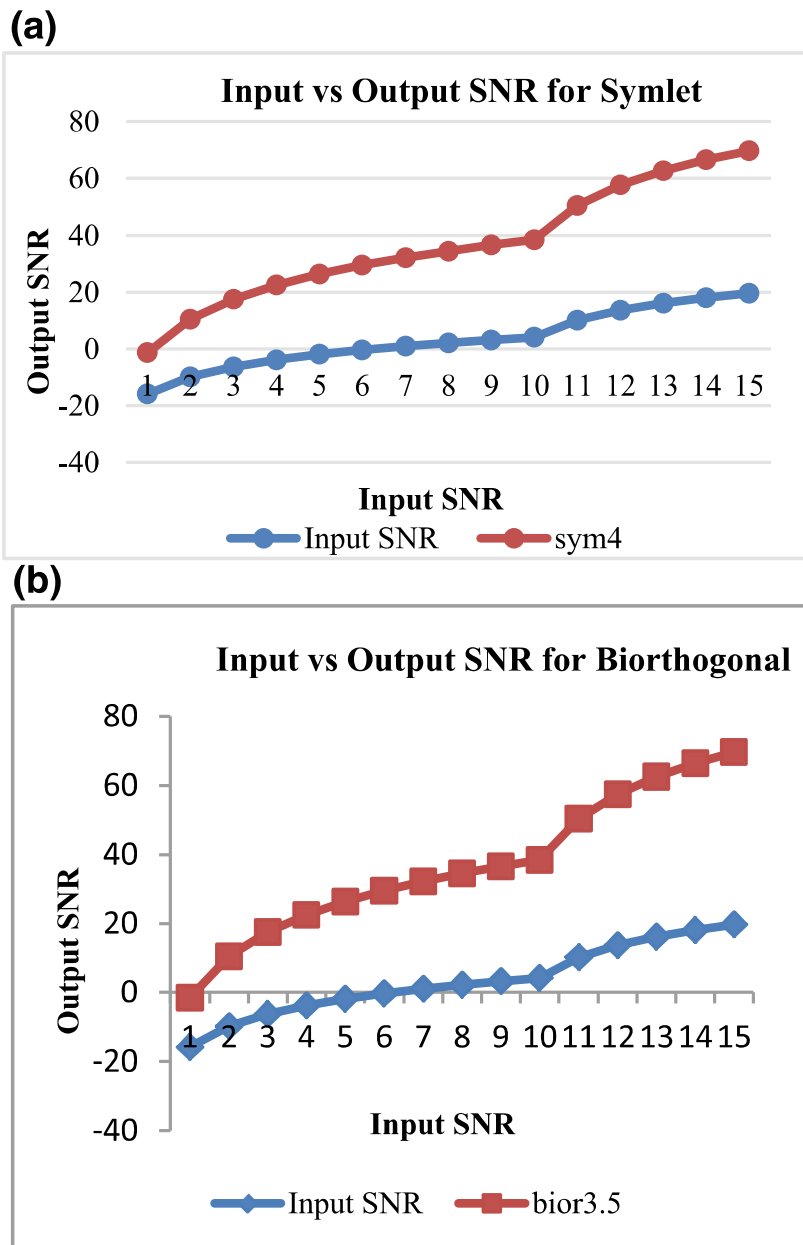 (a)
Input vs Output SNR for Symlet
80
60
40
20
0
-20
-40
Output SNR
1 2 3 4 5 6 7 8 9 10 11 12 13 14 15
Input SNR
Input SNR sym4
(b)
Input vs Output SNR for Biorthogonal
80
60
40
20
0
-20
-40
Output SNR
1 2 3 4 5 6 7 8 9 10 11 12 13 14 15
Input SNR
Input SNR bior3.5